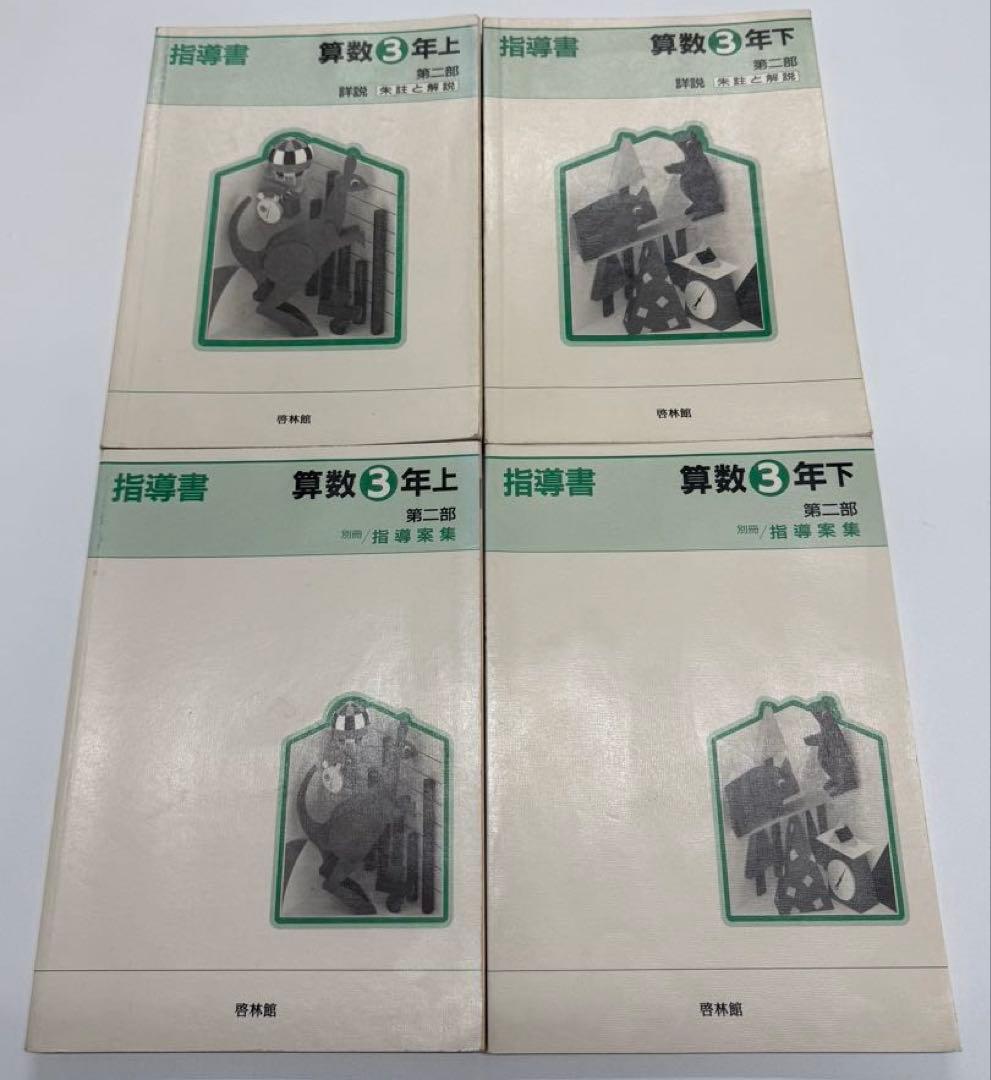 指導書
算数3年上
第二部
詳説 朱註と解説
啓林館
指導書
算数3年下
第二部
詳説 朱註と解説
啓林館
指導書
算数3年上
第二部
別冊/指導案集
啓林館
指導書
算数3年下
第二部
別冊/指導案集
啓林館